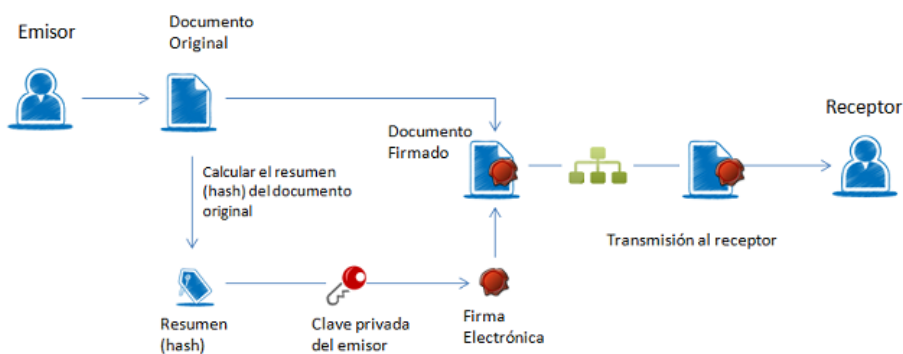 Emisor
Documento
Original
Receptor
Documento
Firmado
Calcular el resumen
(hash) del documento
original
Transmisión al receptor
Resumen
(hash)
Clave privada
del emisor
Firma
Electrónica